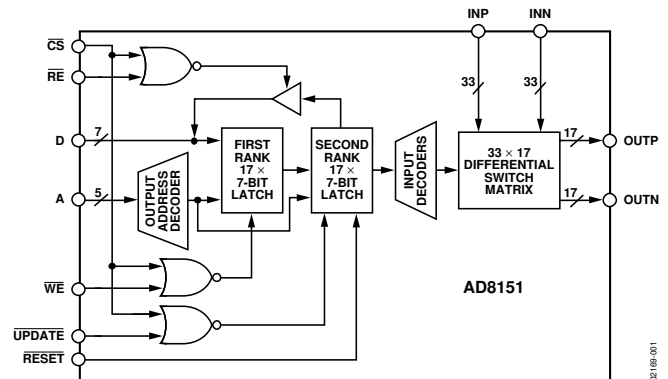 INP
INN
CS
RE
33
33
D
7
FIRST
RANK
17 ×
7-BIT
LATCH
SECOND
RANK
17 ×
7-BIT
LATCH
INPUT
DECODERS
33 × 17
DIFFERENTIAL
SWITCH
MATRIX
17
OUTP
17
OUTN
A
5
OUTPUT
ADDRESS
DECODER
WE
AD8151
UPDATE
RESET
02169-001